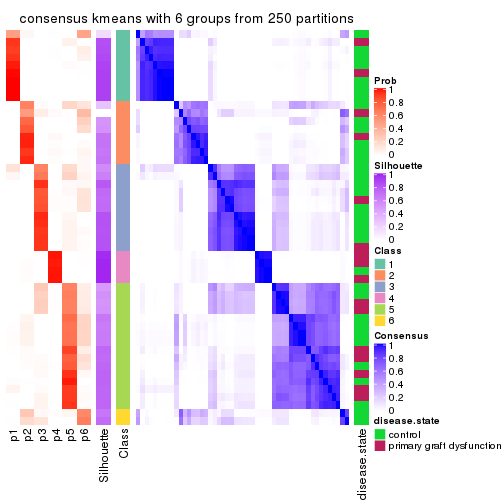 consensus kmeans with 6 groups from 250 partitions
Prob
1
0.8
0.6
0.4
0.2
0
Silhouette
1
0.8
0.6
0.4
0.2
0
Class
1
2
3
4
5
6
Consensus
1
0.8
0.6
0.4
0.2
0
disease.state
control
primary graft dysfunction
p1
p2
p3
p4
p5
p6
Silhouette
Class
disease.state